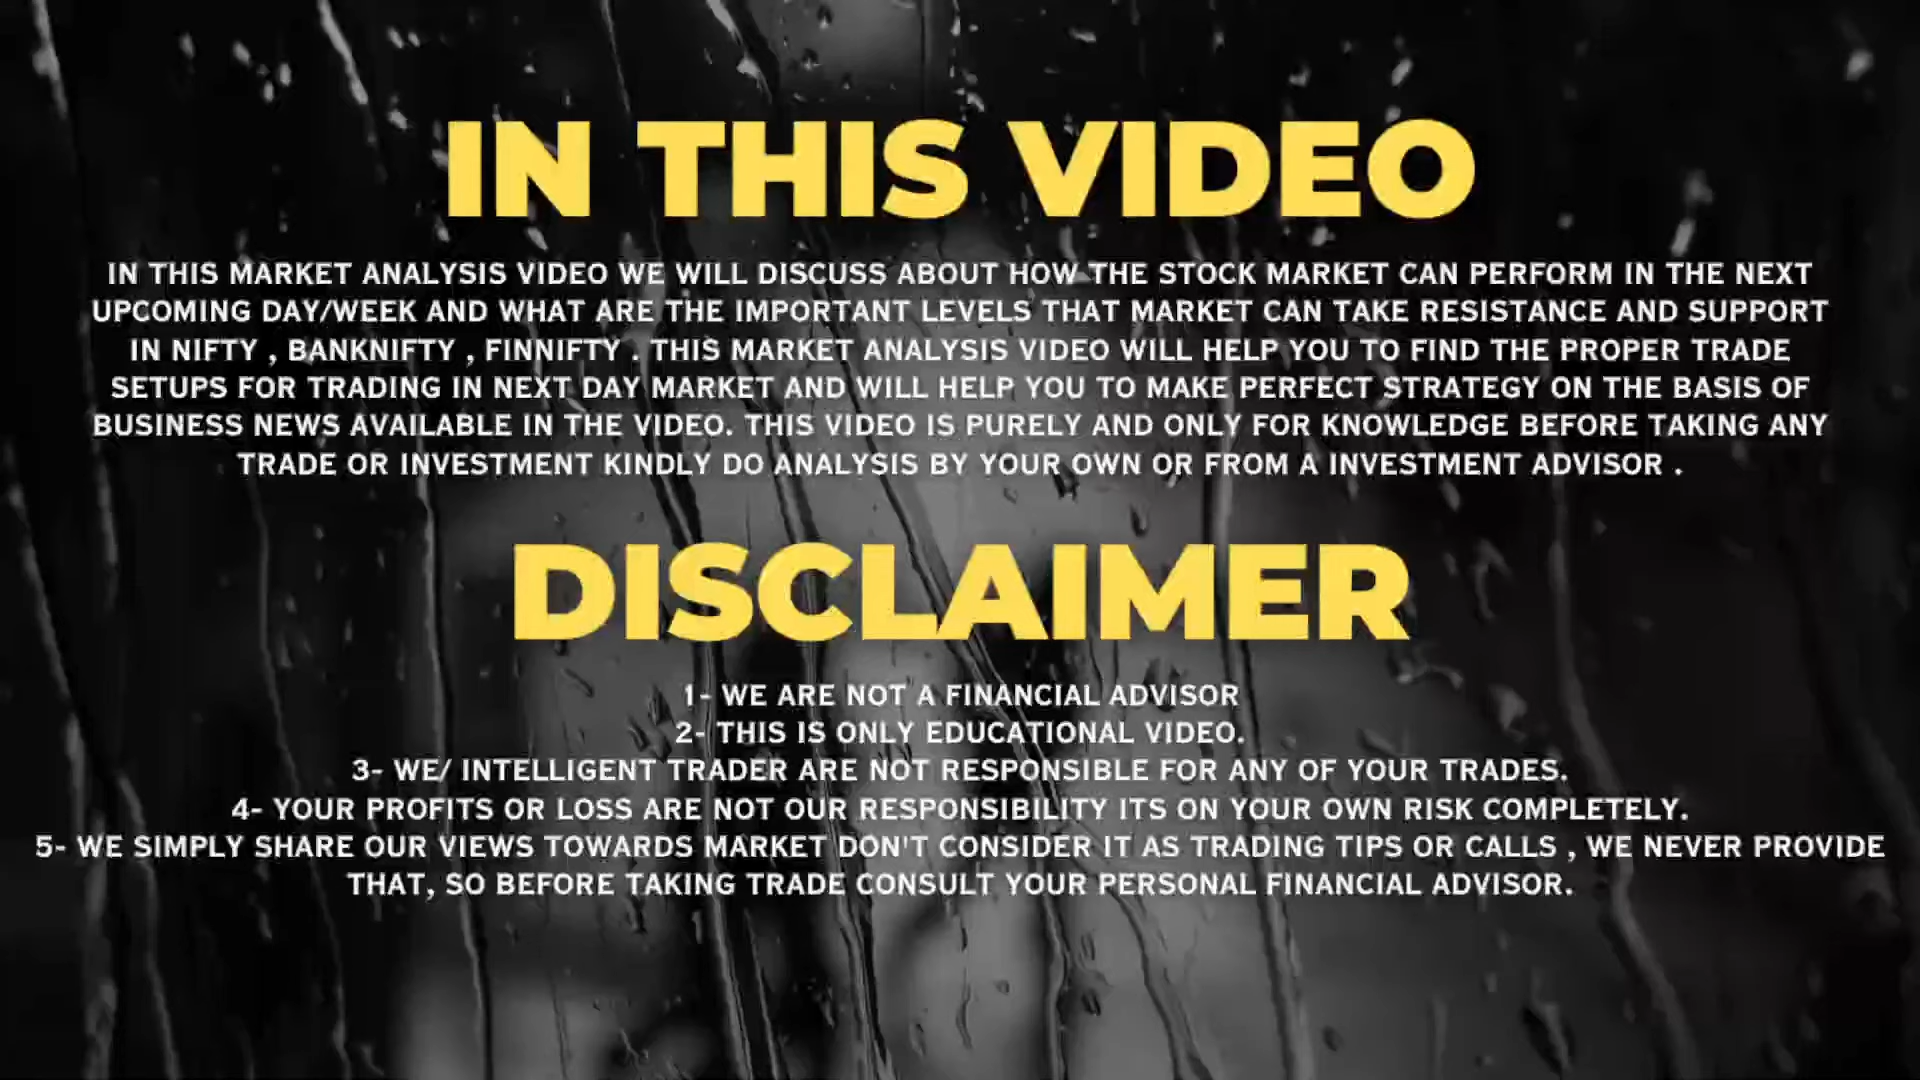 IN THIS VIDEO
IN THIS MARKET ANALYSIS VIDEO WE WILL DISCUSS ABOUT HOW THE STOCK MARKET CAN PERFORM IN THE NEXT
UPCOMING DAY/WEEK AND WHAT ARE THE IMPORTANT LEVELS THAT MARKET CAN TAKE RESISTANCE AND SUPPORT
IN NIFTY , BANKNIFTY , FINNIFTY . THIS MARKET ANALYSIS VIDEO WILL HELP YOU TO FIND THE PROPER TRADE
SETUPS FOR TRADING IN NEXT DAY MARKET AND WILL HELP YOU TO MAKE PERFECT STRATEGY ON THE BASIS OF
BUSINESS NEWS AVAILABLE IN THE VIDEO. THIS VIDEO IS PURELY AND ONLY FOR KNOWLEDGE BEFORE TAKING ANY
TRADE OR INVESTMENT KINDLY DO ANALYSIS BY YOUR OWN OR FROM A INVESTMENT ADVISOR .
DISCLAIMER
1- WE ARE NOT A FINANCIAL ADVISOR
2- THIS IS ONLY EDUCATIONAL VIDEO.
3- WE/ INTELLIGENT TRADER ARE NOT RESPONSIBLE FOR ANY OF YOUR TRADES.
4- YOUR PROFITS OR LOSS ARE NOT OUR RESPONSIBILITY ITS ON YOUR OWN RISK COMPLETELY.
5- WE SIMPLY SHARE OUR VIEWS TOWARDS MARKET DON'T CONSIDER IT AS TRADING TIPS OR CALLS , WE NEVER PROVIDE
THAT, SO BEFORE TAKING TRADE CONSULT YOUR PERSONAL FINANCIAL ADVISOR.